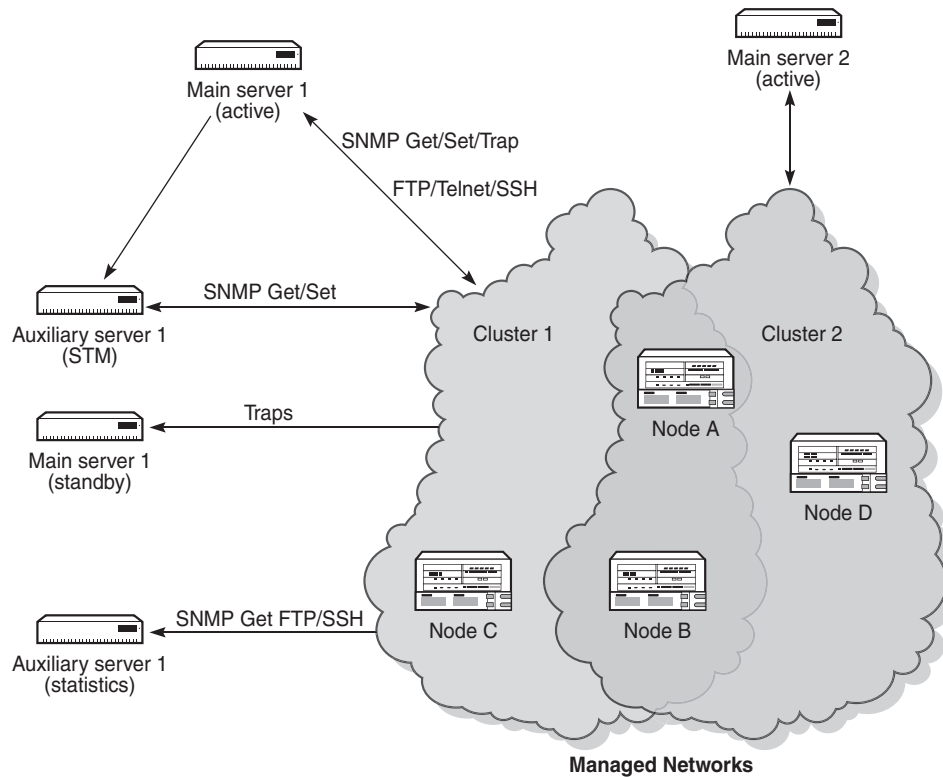 Main server 1
(active)
Main server 2
(active)
SNMP Get/Set/Trap
FTP/Telnet/SSH
SNMP Get/Set
Auxiliary server 1
(STM)
Cluster 1
Cluster 2
Traps
Main server 1
(standby)
Node A
Node D
SNMP Get FTP/SSH
Auxiliary server 1
(statistics)
Node C
Node B
Managed Networks